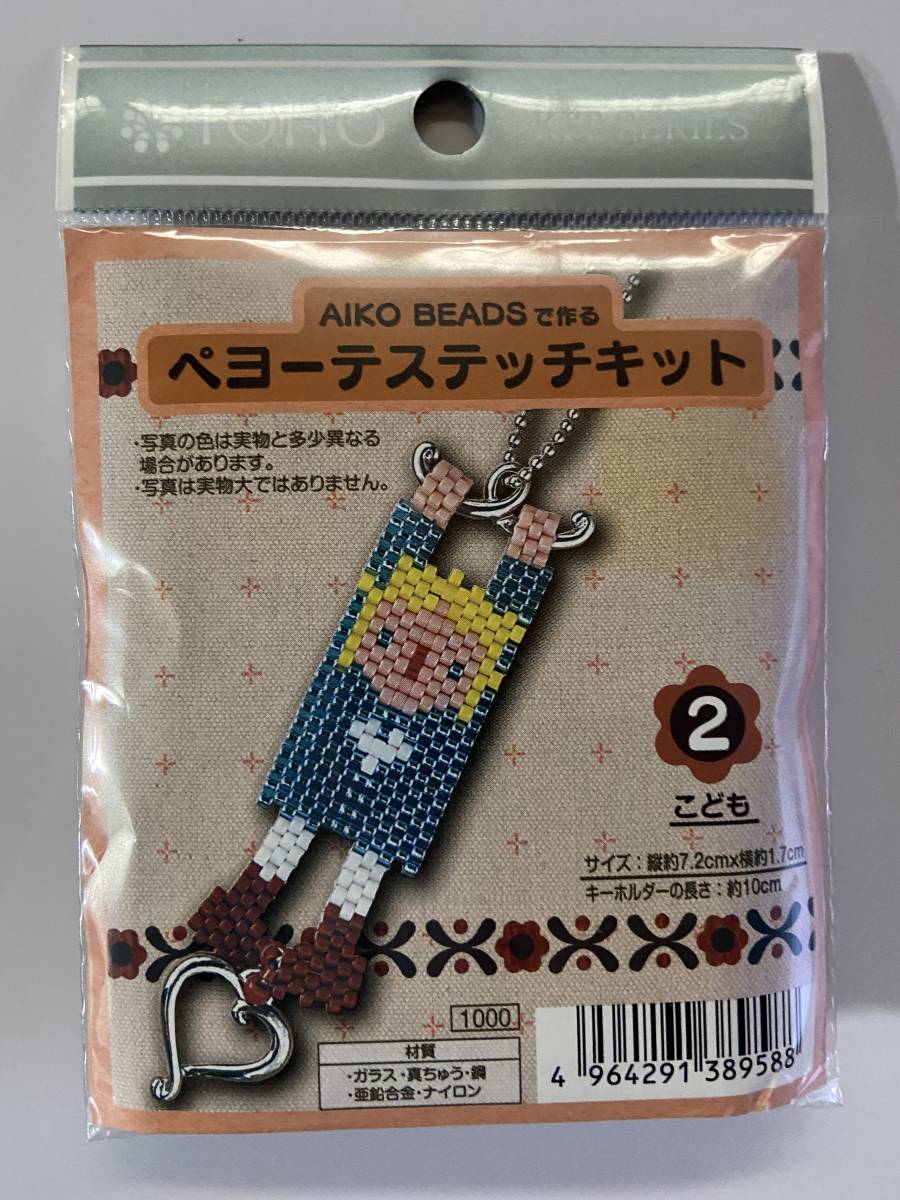 TOHO KIT SERIES
AIKO BEADSで作る
ペヨーテステッチキット
・写真の色は実物と多少異なる
場合があります。
・写真は実物大ではありません。
2
こども
サイズ：縦約7.2cmx横約1.7cm
キーホルダーの長さ：約10cm
1000
材質
・ガラス・真ちゅう・鋼
・亜鉛合金・ナイロン
4 964291 389588